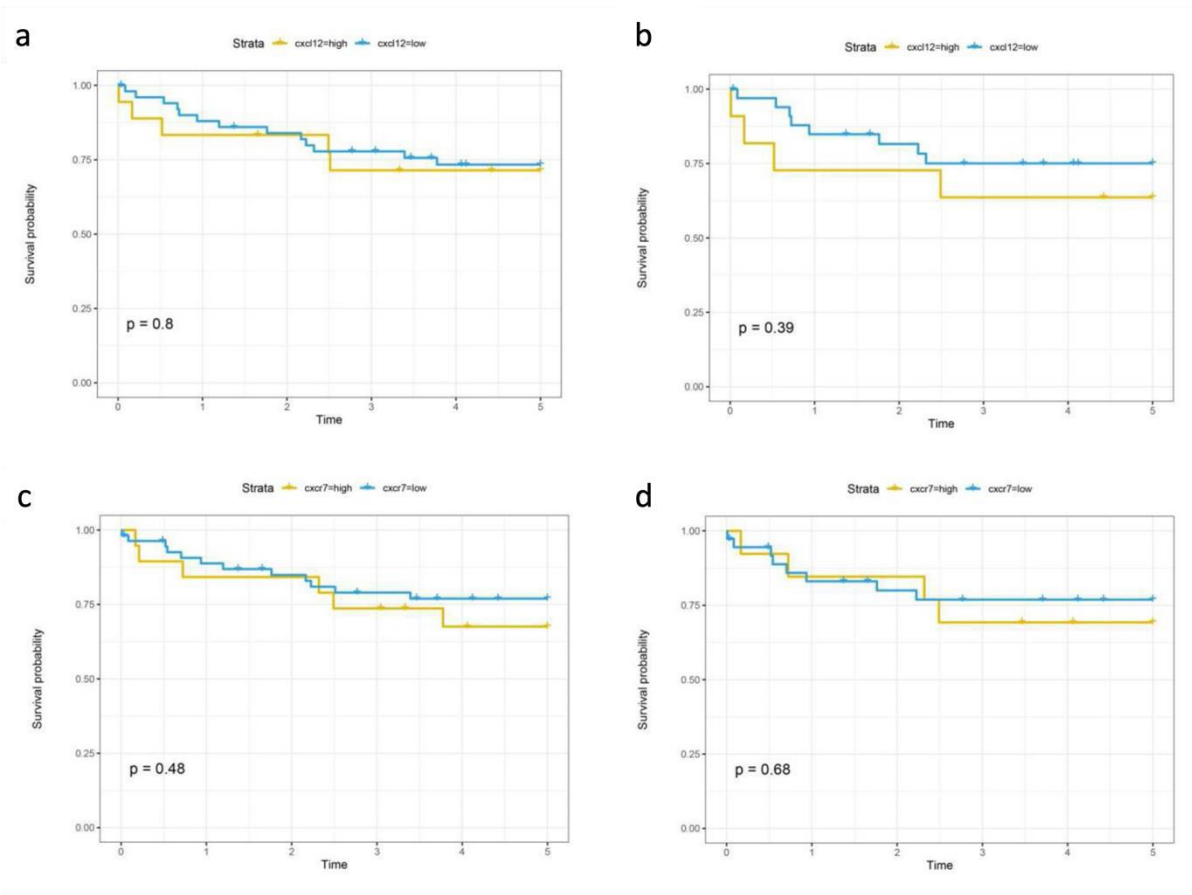 a
Strata cxcl12=high cxcl12=low
Survival probability
1.00
0.75
0.50
0.25
0.00
p = 0.8
0 1 2 3 4 5
Time
b
Strata cxcl12=high cxcl12=low
Survival probability
1.00
0.75
0.50
0.25
0.00
p = 0.39
0 1 2 3 4 5
Time
c
Strata cxcr7=high cxcr7=low
Survival probability
1.00
0.75
0.50
0.25
0.00
p = 0.48
0 1 2 3 4 5
Time
d
Strata cxcr7=high cxcr7=low
Survival probability
1.00
0.75
0.50
0.25
0.00
p = 0.68
0 1 2 3 4 5
Time